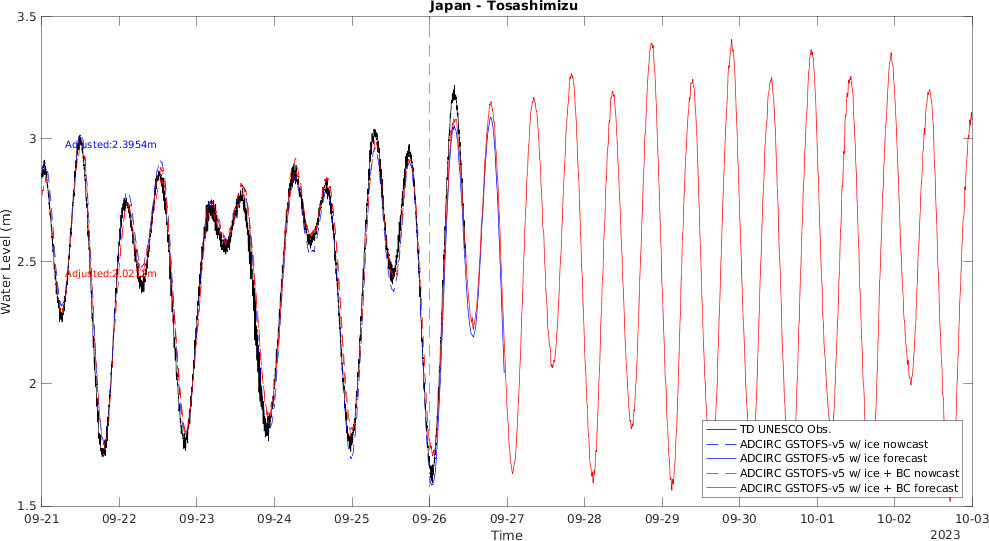 Japan - Tosashimizu
3.5
3
2.5
2
1.5
Water Level (m)
Adjusted:2.3954m
09-21
09-22
09-23
09-24
09-25
09-26
09-27
09-28
09-29
09-30
10-01
10-02
10-03
Time
2023
TD UNESCO Obs.
ADCIRC GSTOFS-v5 w/ ice nowcast
ADCIRC GSTOFS-v5 w/ ice forecast
ADCIRC GSTOFS-v5 w/ ice + BC nowcast
ADCIRC GSTOFS-v5 w/ ice + BC forecast